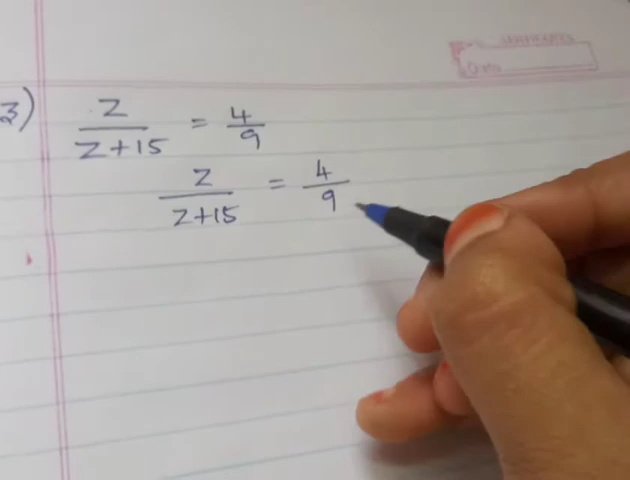 3) z/(z+15) = 4/9
z/(z+15) = 4/9